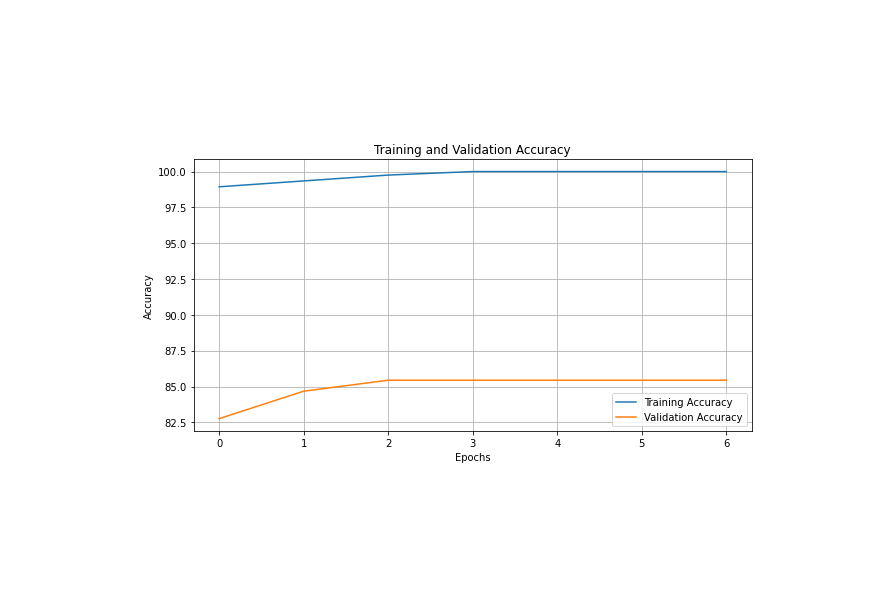 Training and Validation Accuracy
100.0
97.5
95.0
92.5
90.0
87.5
85.0
82.5
Accuracy
Training Accuracy
Validation Accuracy
0 1 2 3 4 5 6
Epochs